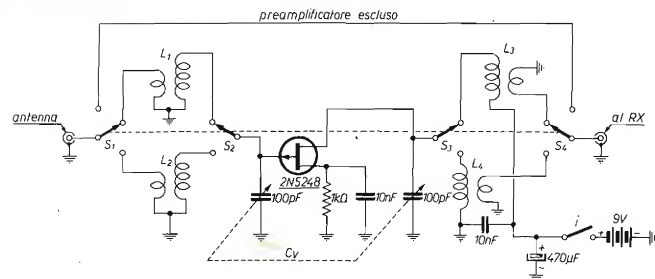 preamplificatore escluso
L1
L3
antenna
al RX
S1
S2
S3
S4
L2
L4
2N5248
100pF
1kΩ
10nF
100pF
10nF
i
9V
+
-
+
-
470μF
Cv